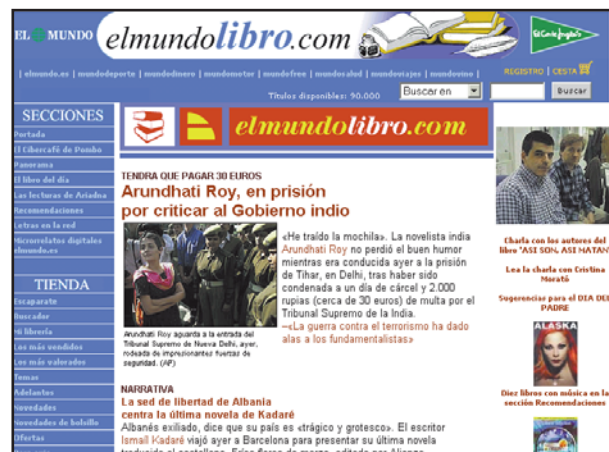 EL MUNDO
elmundolibro.com
El Corte Inglés
| elmundo.es | mundodeporte | mundodinero | mundomotor | mundofree | mundosalud | mundoviajes | mundovino |
REGISTRO | CESTA
Títulos disponibles: 90.000
Buscar en
Buscar
SECCIONES
Portada
El Cibercafé de Pombo
Panorama
El libro del día
Las lecturas de Ariadna
Recomendaciones
Letras en la red
Microrrelatos digitales
elmundo.es
TIENDA
Escaparate
Buscador
Mi librería
Los más vendidos
Los más valorados
Temas
Adelantos
Novedades
Novedades de bolsillo
Ofertas
elmundolibro.com
TENDRA QUE PAGAR 30 EUROS
Arundhati Roy, en prisión
por criticar al Gobierno indio
«He traído la mochila». La novelista india
Arundhati Roy no perdió el buen humor
mientras era conducida ayer a la prisión
de Tihar, en Delhi, tras haber sido
condenada a un día de cárcel y 2.000
rupias (cerca de 30 euros) de multa por el
Tribunal Supremo de la India.
–«La guerra contra el terrorismo ha dado
alas a los fundamentalistas»
Arundhati Roy aguarda a la entrada del
Tribunal Supremo de Nueva Delhi, ayer,
rodeada de impresionantes fuerzas de
seguridad. (AP)
NARRATIVA
La sed de libertad de Albania
centra la última novela de Kadaré
Albanés exiliado, dice que su país es «trágico y grotesco». El escritor
Ismaíl Kadaré viajó ayer a Barcelona para presentar su última novela
traducida al castellano, Frías flores de marzo, editada por Alianza
Charla con los autores del
libro 'ASI SON, ASI MATAN'
Lea la charla con Cristina
Morató
Sugerencias para el DIA DEL
PADRE
ALASKA
Diez libros con música en la
sección Recomendaciones